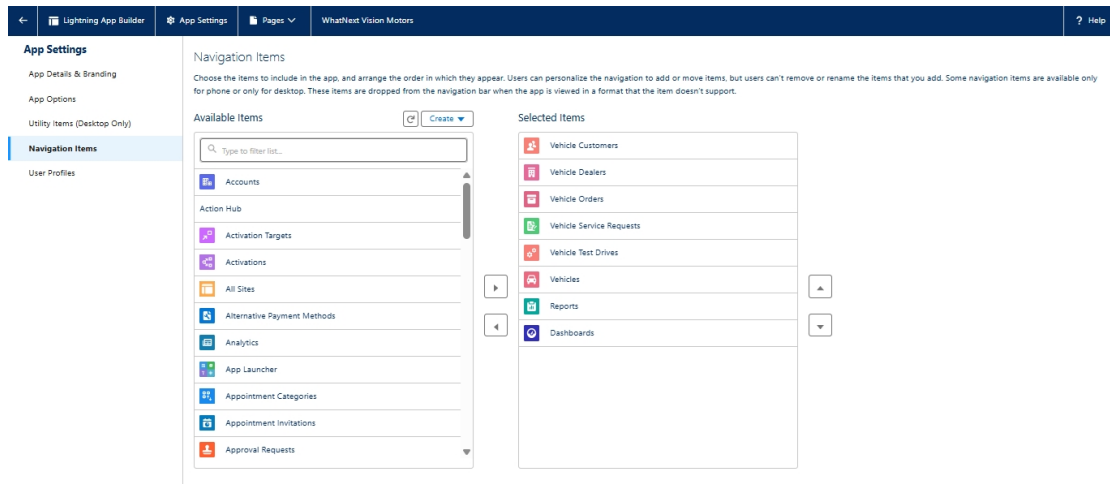 Lightning App Builder
App Settings
Pages
WhatNext Vision Motors
? Help
App Settings
App Details & Branding
App Options
Utility Items (Desktop Only)
Navigation Items
User Profiles
Navigation Items
Choose the items to include in the app, and arrange the order in which they appear. Users can personalize the navigation to add or move items, but users can't remove or rename the items that you add. Some navigation items are available only
for phone or only for desktop. These items are dropped from the navigation bar when the app is viewed in a format that the item doesn't support.
Available Items
Create
Type to filter list...
Accounts
Action Hub
Activation Targets
Activations
All Sites
Alternative Payment Methods
Analytics
App Launcher
Appointment Categories
Appointment Invitations
Approval Requests
Selected Items
Vehicle Customers
Vehicle Dealers
Vehicle Orders
Vehicle Service Requests
Vehicle Test Drives
Vehicles
Reports
Dashboards